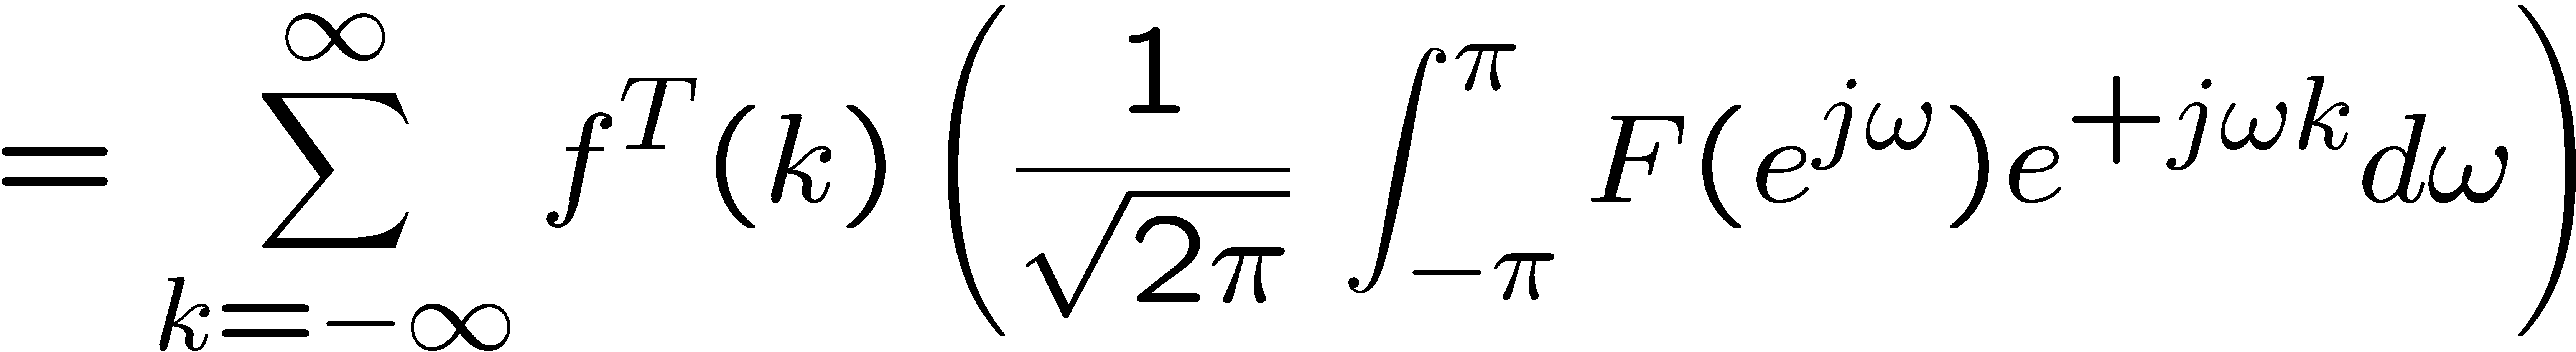 = \sum_{k=-\infty}^{\infty} f^T(k) \left( \frac{1}{\sqrt{2\pi}} \int_{-\pi}^{\pi} F(e^{j\omega}) e^{+j\omega k} d\omega \right)